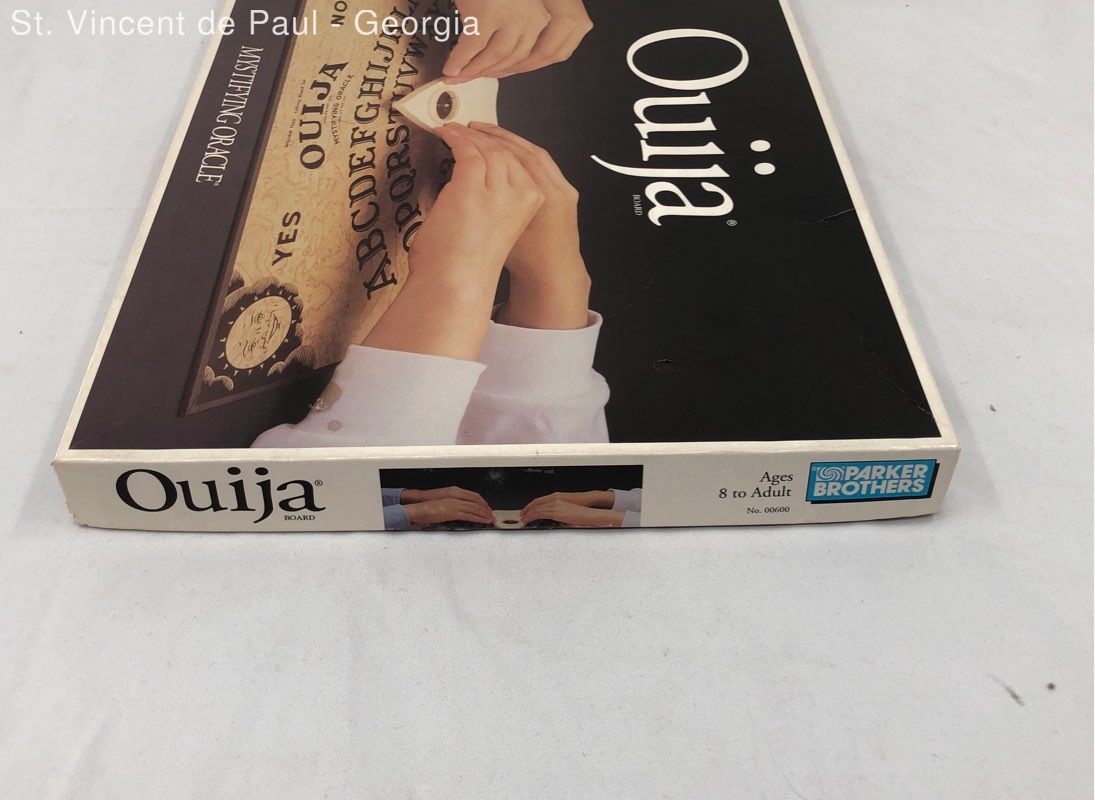 St. Vincent de Paul - Georgia
MYSTIFYING ORACLE
NO
OUIJA
MYSTIFYING ORACLE
YES
ABCDEFGHIJ
OPQRSTUVW
Ouija®
BOARD
Ouija®
BOARD
Ages
8 to Adult
No. 00600
PARKER
BROTHERS